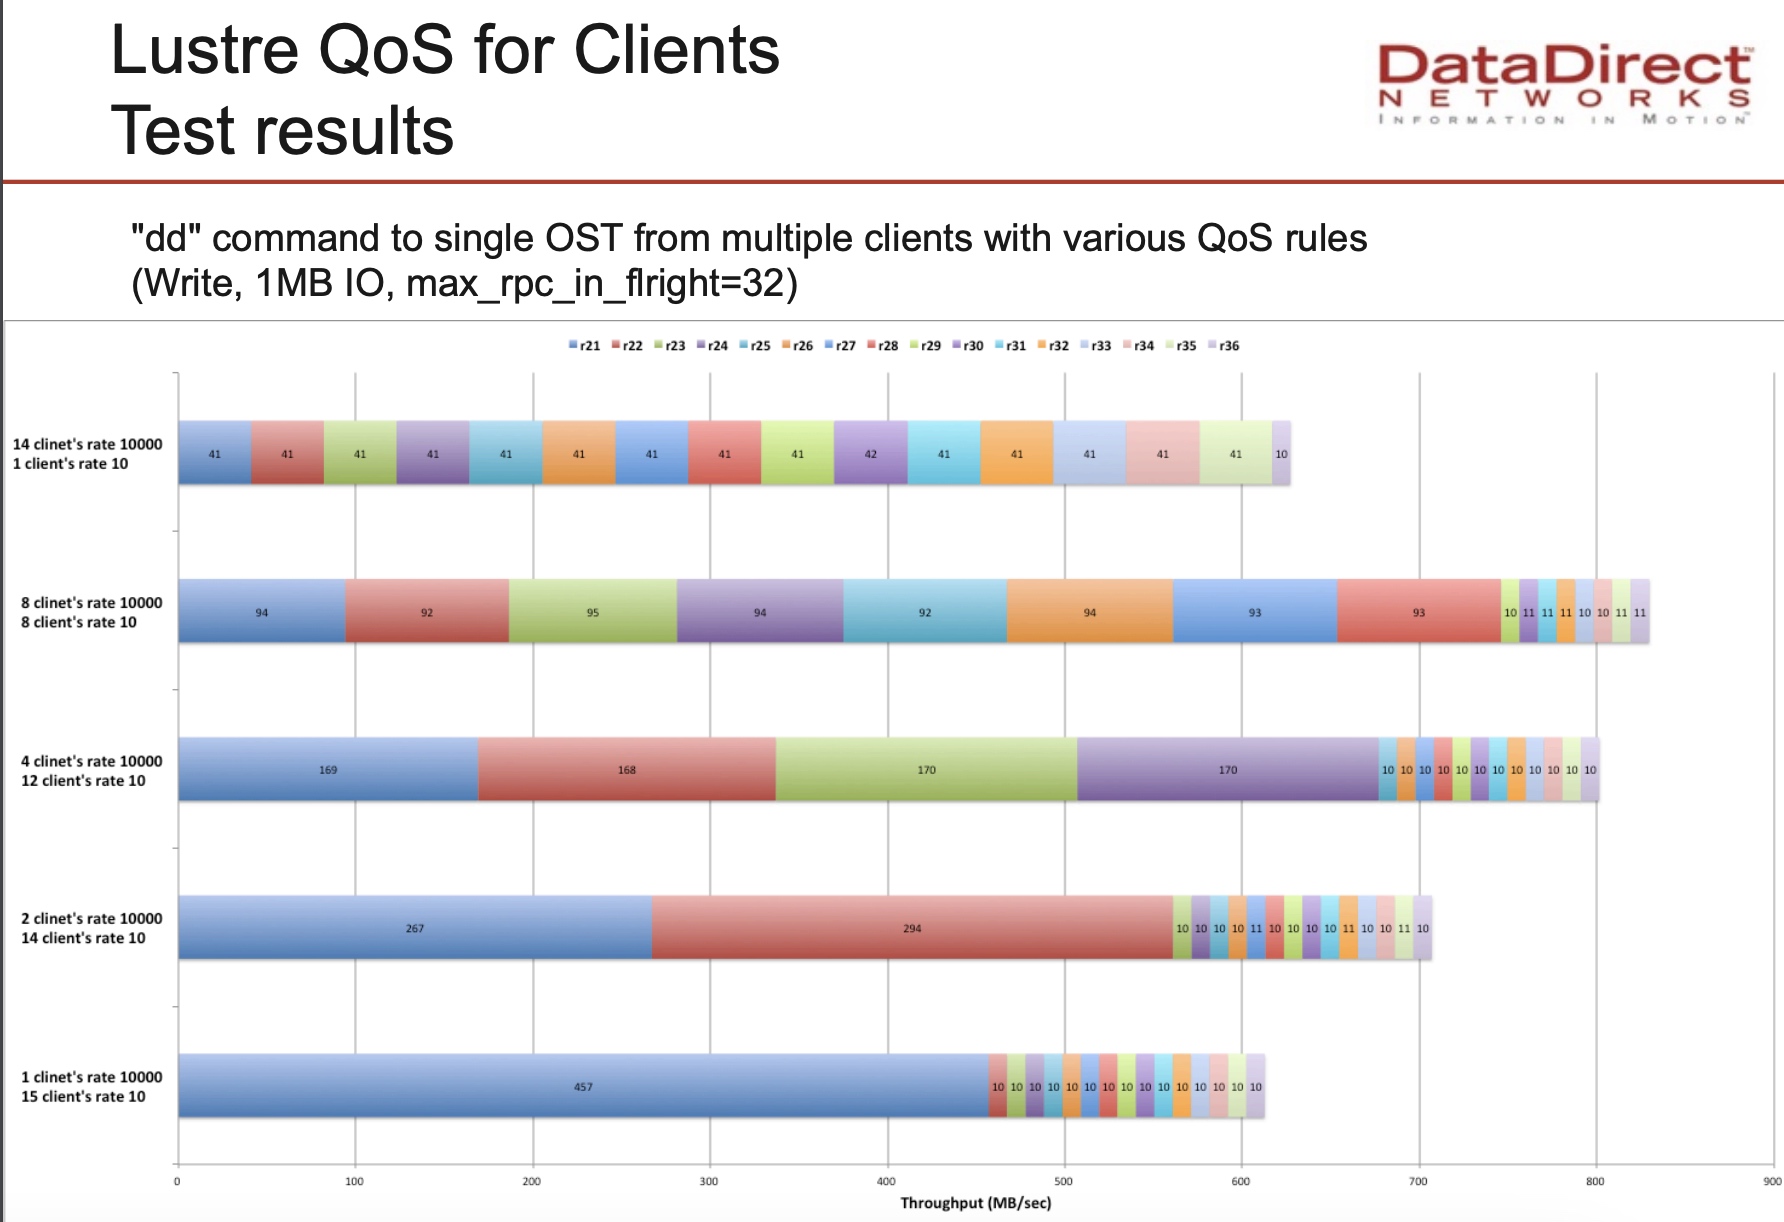 Lustre QoS for Clients
Test results
DataDirect™
NETWORKS
INFORMATION IN MOTION™
"dd" command to single OST from multiple clients with various QoS rules
(Write, 1MB IO, max_rpc_in_flright=32)
r21 r22 r23 r24 r25 r26 r27 r28 r29 r30 r31 r32 r33 r34 r35 r36
14 clinet's rate 10000
1 client's rate 10
41 41 41 41 41 41 41 41 41 42 41 41 41 41 41 10
8 clinet's rate 10000
8 client's rate 10
94 92 95 94 92 94 93 93 10 11 11 11 10 10 11 11
4 clinet's rate 10000
12 client's rate 10
169 168 170 170 10 10 10 10 10 10 10 10 10 10 10 10
2 clinet's rate 10000
14 client's rate 10
267 294 10 10 10 10 11 10 10 10 10 11 10 10 11 10
1 clinet's rate 10000
15 client's rate 10
457 10 10 10 10 10 10 10 10 10 10 10 10 10 10 10
0 100 200 300 400 500 600 700 800 900
Throughput (MB/sec)